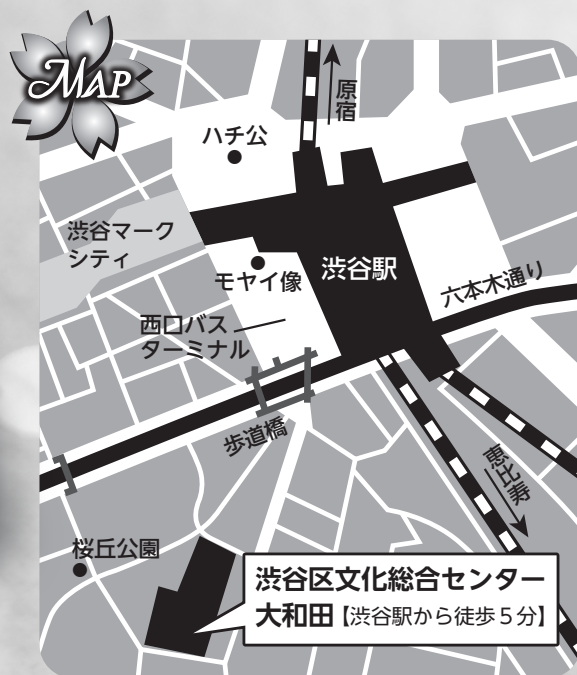 MAP
原宿
ハチ公
渋谷マーク
シティ
モヤイ像
渋谷駅
六本木通り
西口バス
ターミナル
歩道橋
恵比寿
桜丘公園
渋谷区文化総合センター
大和田【渋谷駅から徒歩5分】